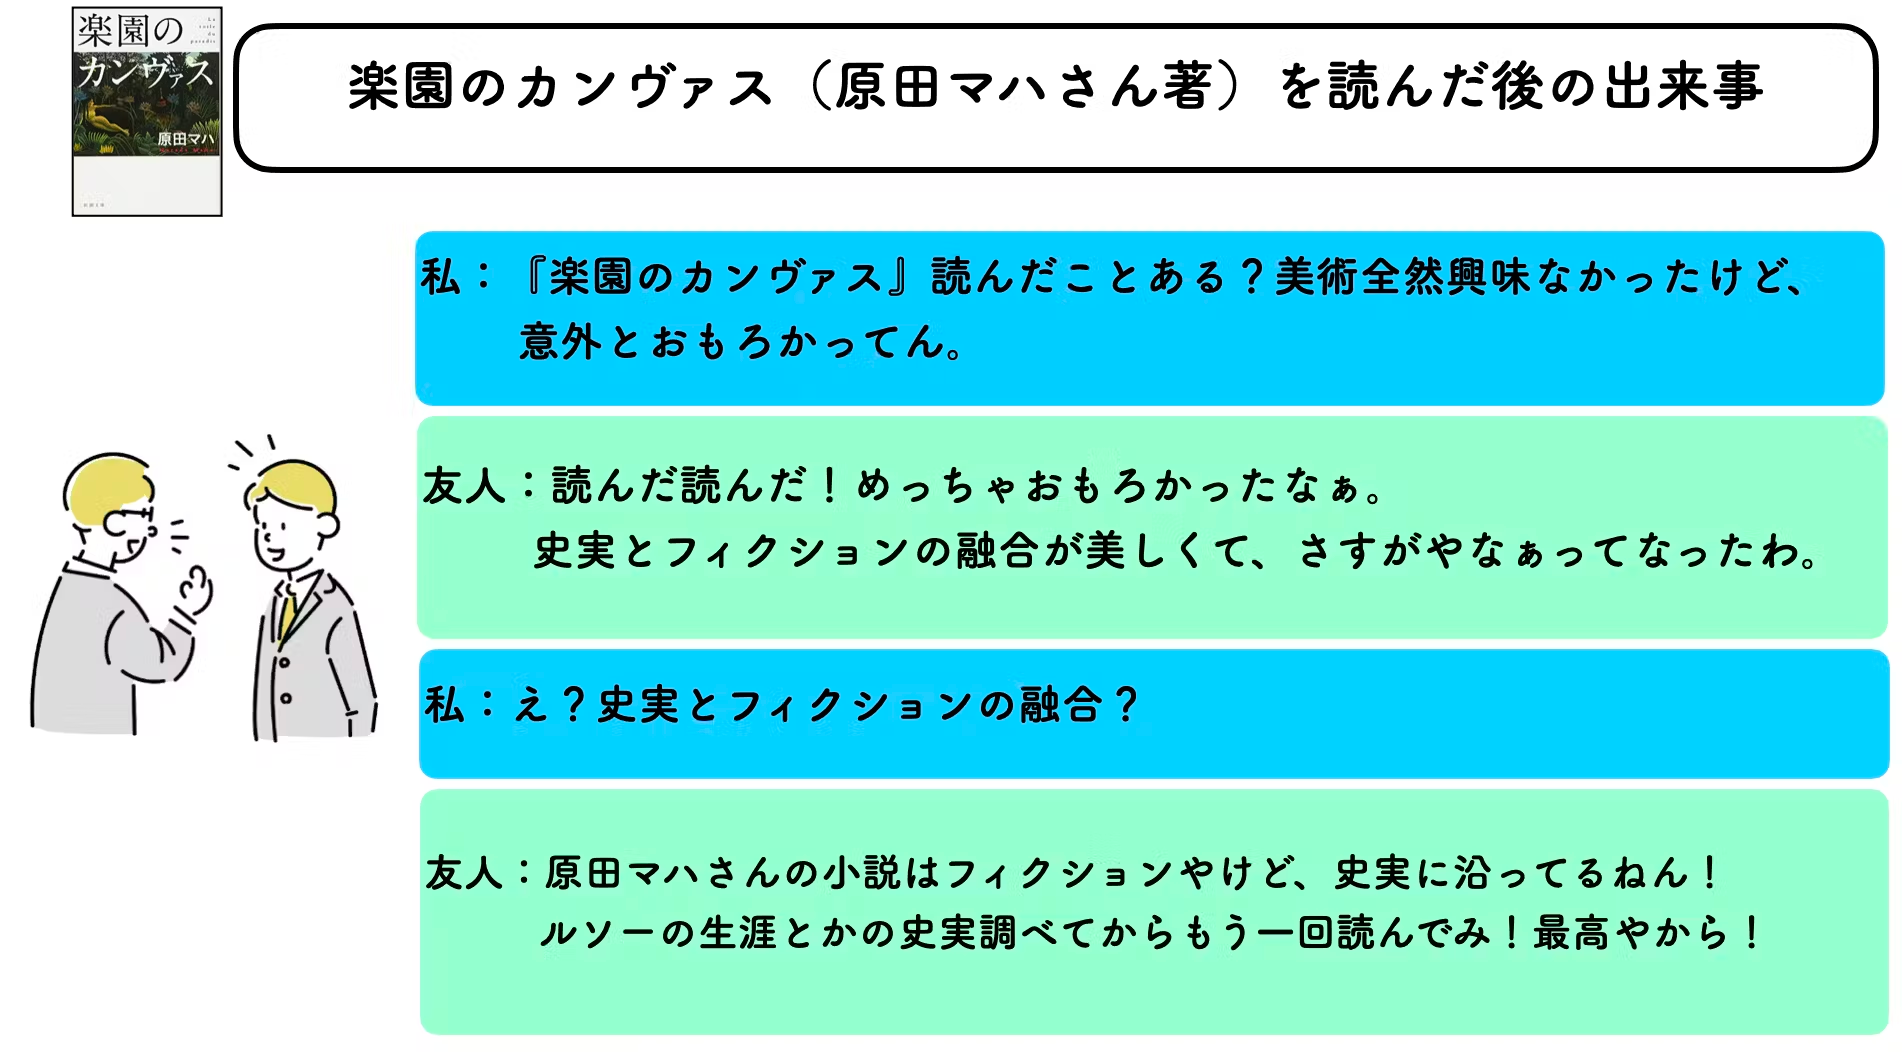 楽園の
カンヴァス
原田マハ
楽園のカンヴァス（原田マハさん著）を読んだ後の出来事
私：『楽園のカンヴァス』読んだことある？美術全然興味なかったけど、
意外とおもろかってん。
友人：読んだ読んだ！めっちゃおもろかったなぁ。
史実とフィクションの融合が美しくて、さすがやなぁってなったわ。
私：え？史実とフィクションの融合？
友人：原田マハさんの小説はフィクションやけど、史実に沿ってるねん！
ルソーの生涯とかの史実調べてからもう一回読んでみ！最高やから！